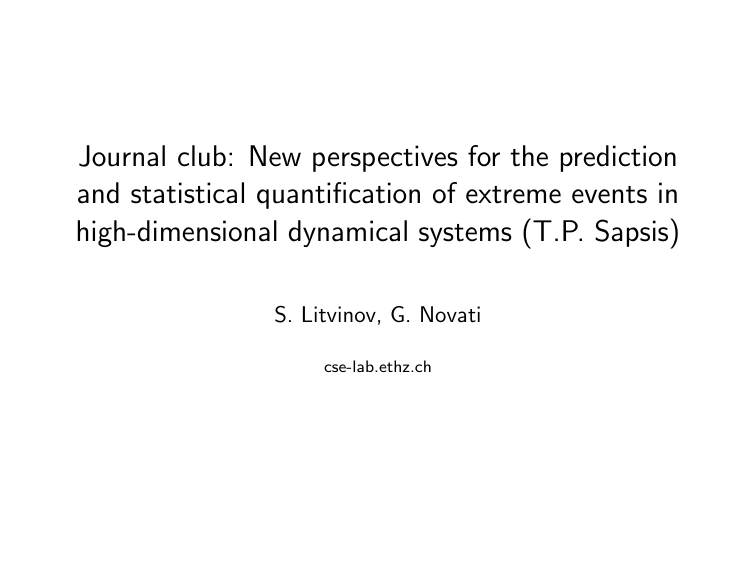 Journal club: New perspectives for the prediction
and statistical quantification of extreme events in
high-dimensional dynamical systems (T.P. Sapsis)
S. Litvinov, G. Novati
cse-lab.ethz.ch